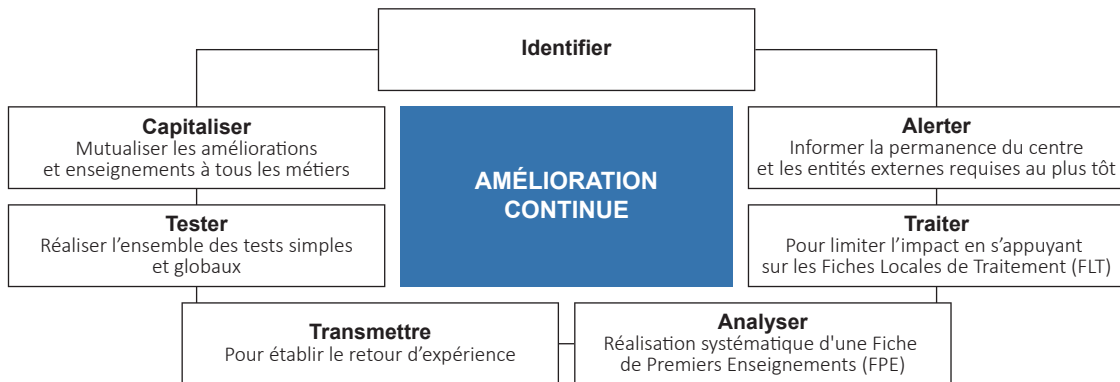 Identifier
Capitaliser
Mutualiser les améliorations
et enseignements à tous les métiers
AMÉLIORATION
CONTINUE
Alerter
Informer la permanence du centre
et les entités externes requises au plus tôt
Tester
Réaliser l’ensemble des tests simples
et globaux
Traiter
Pour limiter l’impact en s’appuyant
sur les Fiches Locales de Traitement (FLT)
Transmettre
Pour établir le retour d’expérience
Analyser
Réalisation systématique d'une Fiche
de Premiers Enseignements (FPE)